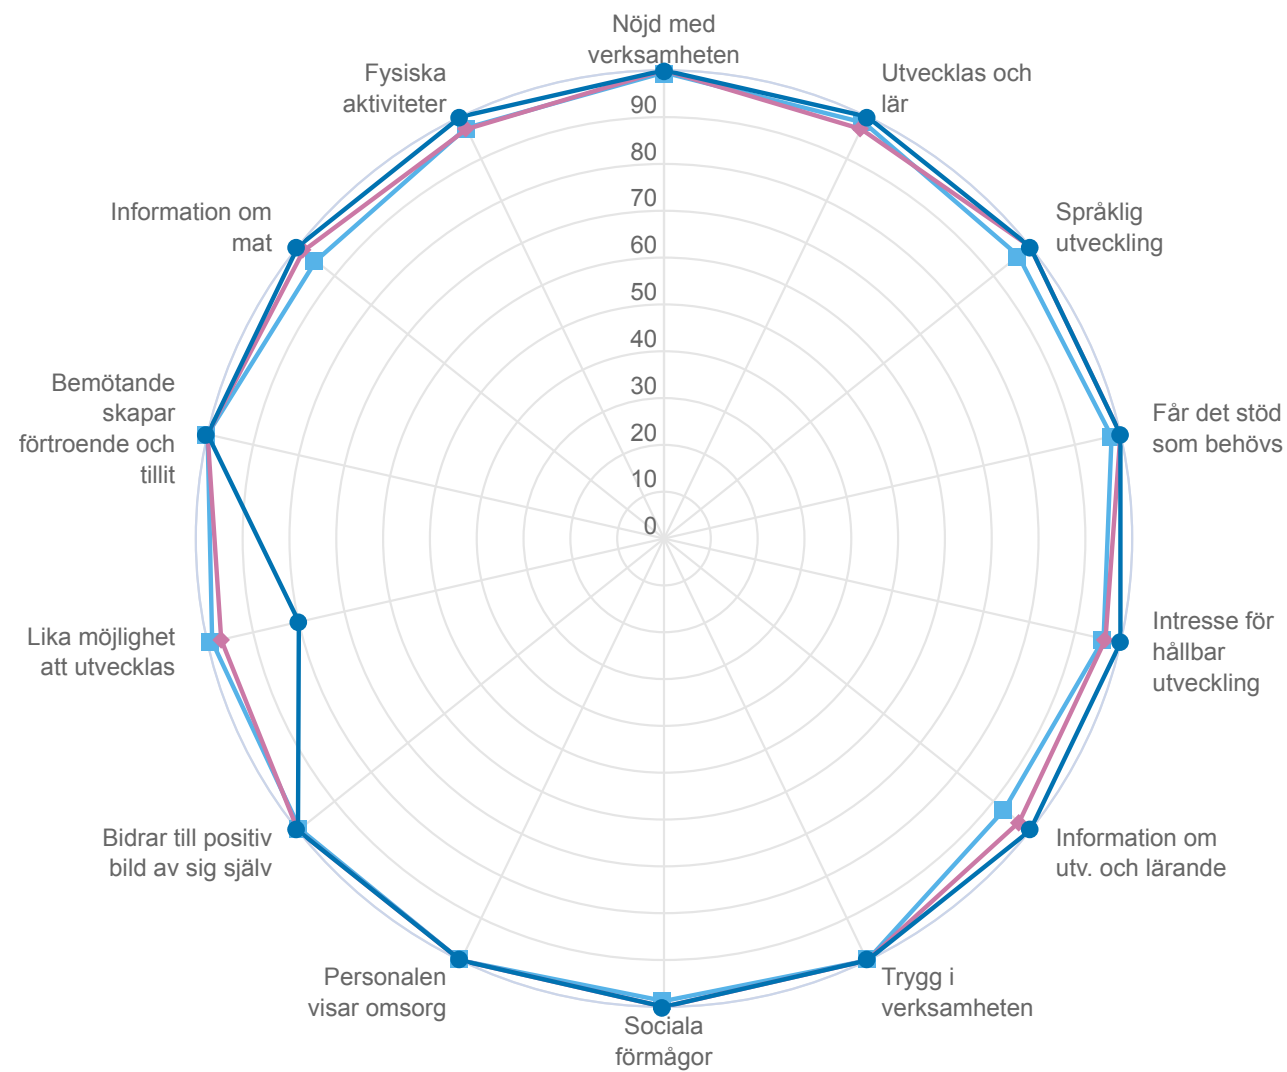 Nöjd med
verksamheten
Utvecklas och
lär
Språklig
utveckling
Får det stöd
som behövs
Intresse för
hållbar
utveckling
Information om
utv. och lärande
Trygg i
verksamheten
Sociala
förmågor
Personalen
visar omsorg
Bidrar till positiv
bild av sig själv
Lika möjlighet
att utvecklas
Bemötande
skapar
förtroende och
tillit
Information om
mat
Fysiska
aktiviteter
90
80
70
60
50
40
30
20
10
0